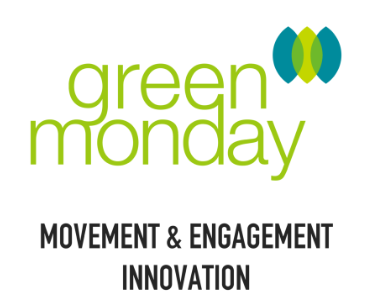 green
monday
MOVEMENT & ENGAGEMENT
INNOVATION